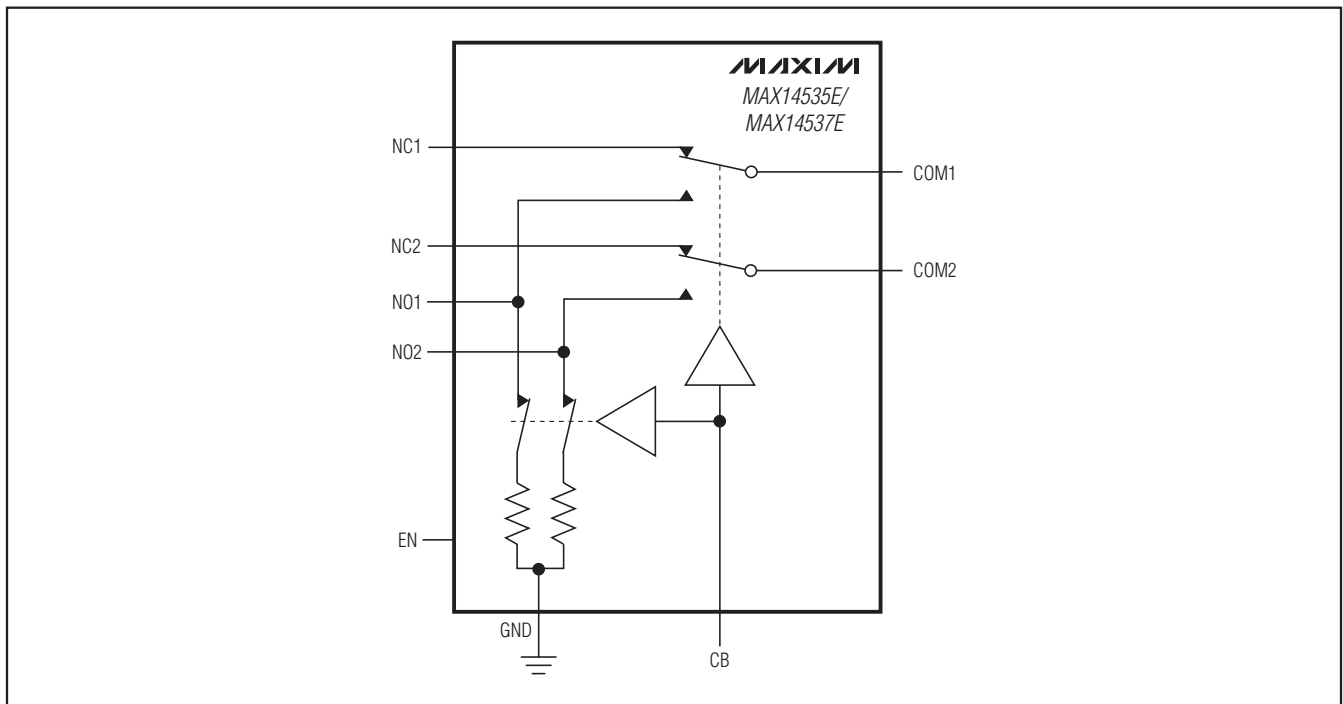 MAXIM
MAX14535E/
MAX14537E
NC1
COM1
NC2
COM2
NO1
NO2
EN
GND
CB